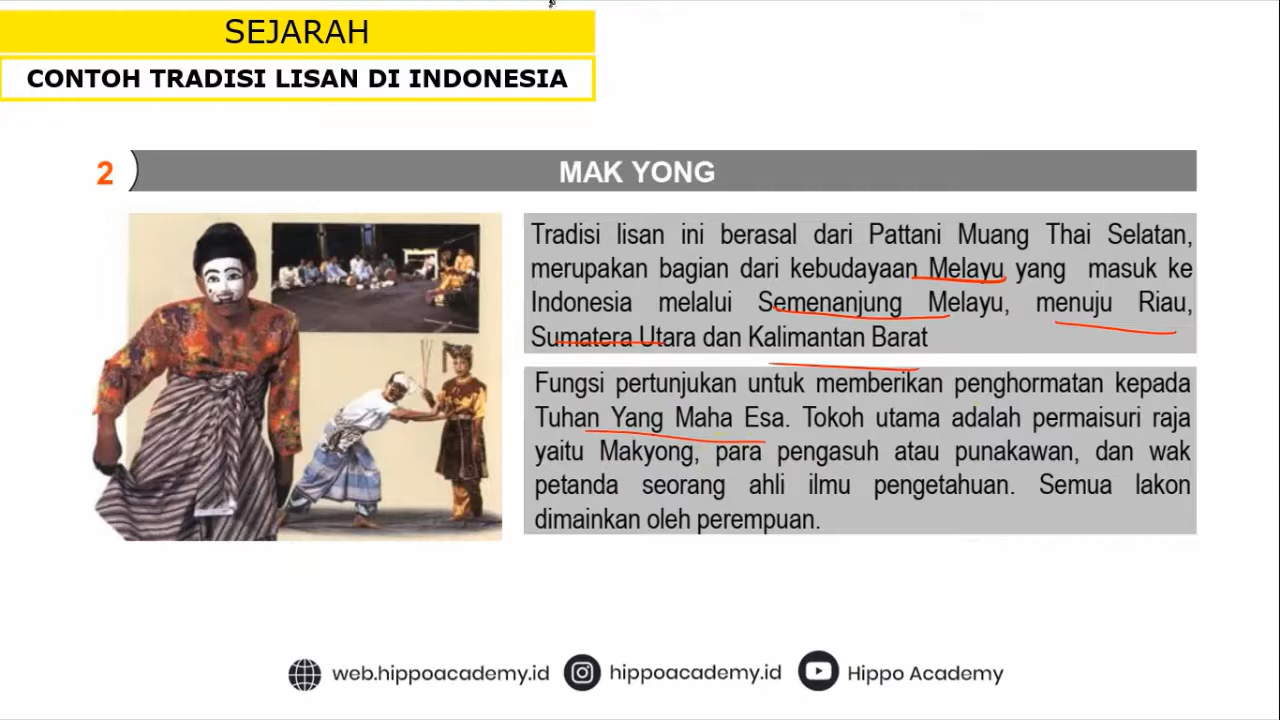 SEJARAH
CONTOH TRADISI LISAN DI INDONESIA
2
MAK YONG
Tradisi lisan ini berasal dari Pattani Muang Thai Selatan,
merupakan bagian dari kebudayaan Melayu yang masuk ke
Indonesia melalui Semenanjung Melayu, menuju Riau,
Sumatera Utara dan Kalimantan Barat
Fungsi pertunjukan untuk memberikan penghormatan kepada
Tuhan Yang Maha Esa. Tokoh utama adalah permaisuri raja
yaitu Makyong, para pengasuh atau punakawan, dan wak
petanda seorang ahli ilmu pengetahuan. Semua lakon
dimainkan oleh perempuan.
web.hippoacademy.id
hippoacademy.id
Hippo Academy